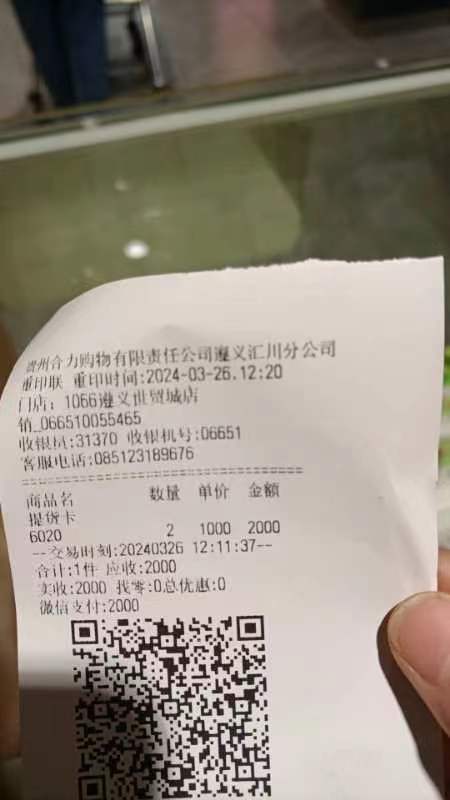 贵州合力购物有限责任公司遵义汇川分公司
重印联 重印时间:2024-03-26.12:20
门店: 1066遵义世贸城店
销_066510055465
收银员:31370 收银机号:06651
客服电话:085123189676
商品名 数量 单价 金额
提货卡
6020 2 1000 2000
--交易时刻:20240326 12:11:37--
合计:1件 应收:2000
实收:2000 找零:0总优惠:0
微信支付:2000